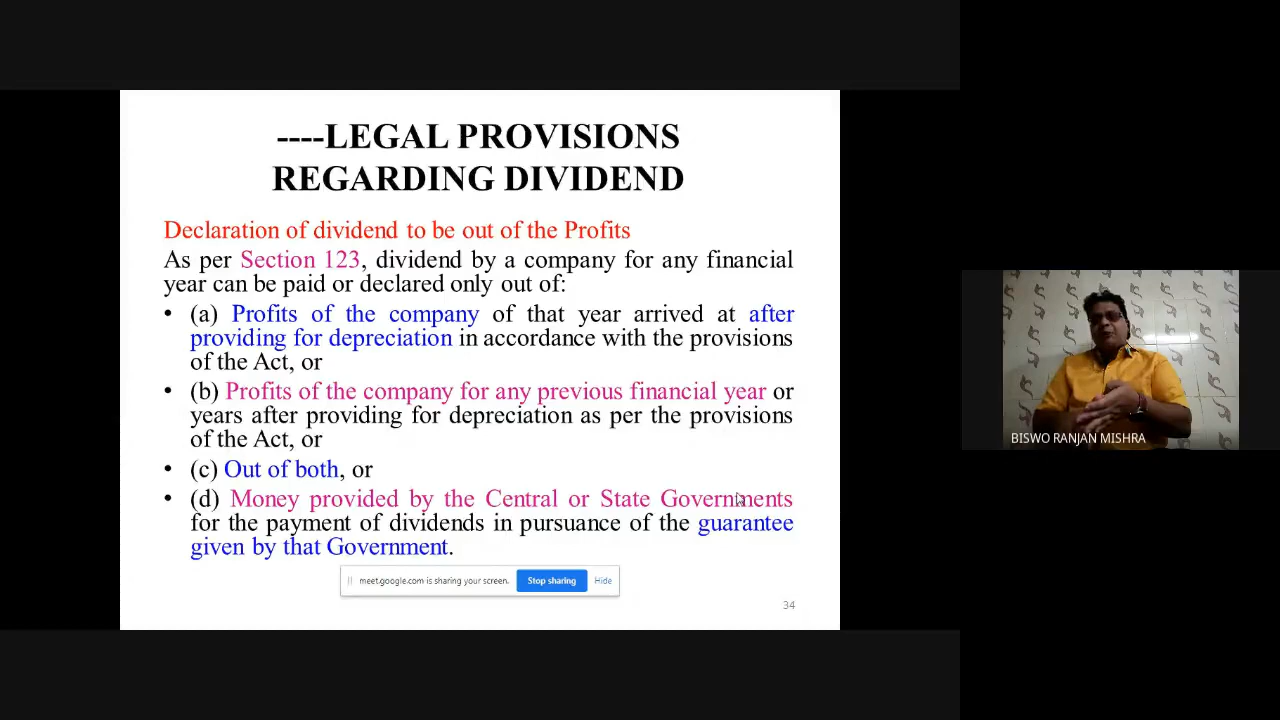 ----LEGAL PROVISIONS
REGARDING DIVIDEND
Declaration of dividend to be out of the Profits
As per Section 123, dividend by a company for any financial
year can be paid or declared only out of:
• (a) Profits of the company of that year arrived at after
providing for depreciation in accordance with the provisions
of the Act, or
• (b) Profits of the company for any previous financial year or
years after providing for depreciation as per the provisions
of the Act, or
• (c) Out of both, or
• (d) Money provided by the Central or State Governments
for the payment of dividends in pursuance of the guarantee
given by that Government.
meet.google.com is sharing your screen. Stop sharing Hide
34
BISWO RANJAN MISHRA